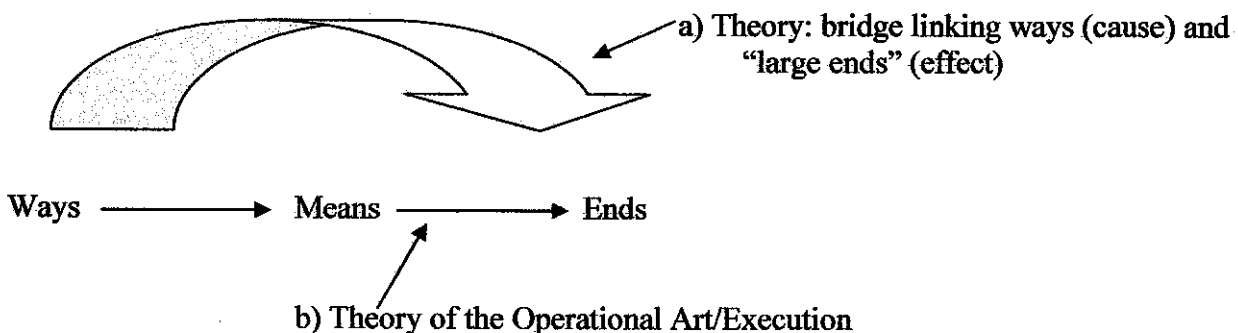 a) Theory: bridge linking ways (cause) and
“large ends” (effect)
Ways Means Ends
b) Theory of the Operational Art/Execution